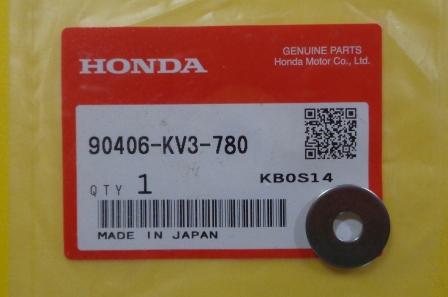 HONDA
GENUINE PARTS
Honda Motor Co., Ltd.
90406-KV3-780
QTY 1
KB0S14
MADE IN JAPAN